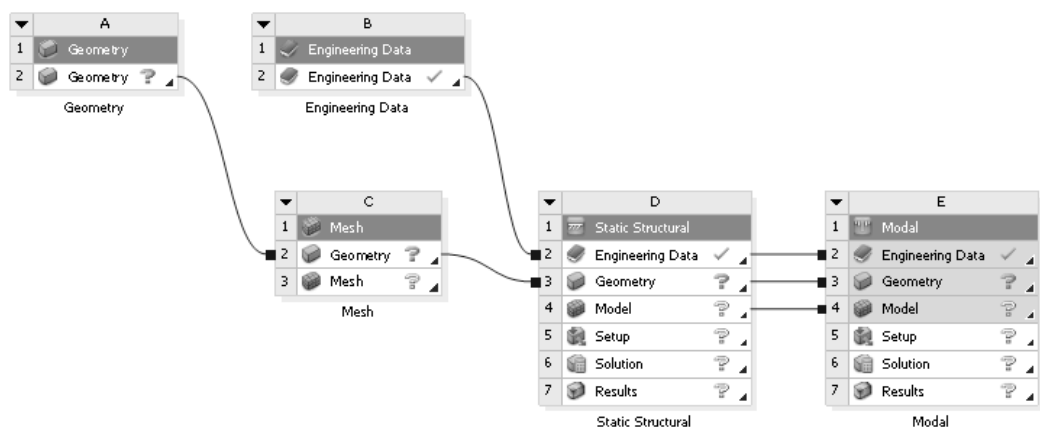 A
1 Geometry
2 Geometry ?
Geometry
B
1 Engineering Data
2 Engineering Data ✓
Engineering Data
C
1 Mesh
2 Geometry ?
3 Mesh ?
Mesh
D
1 Static Structural
2 Engineering Data ✓
3 Geometry ?
4 Model ?
5 Setup ?
6 Solution ?
7 Results ?
Static Structural
E
1 Modal
2 Engineering Data ✓
3 Geometry ?
4 Model ?
5 Setup ?
6 Solution ?
7 Results ?
Modal